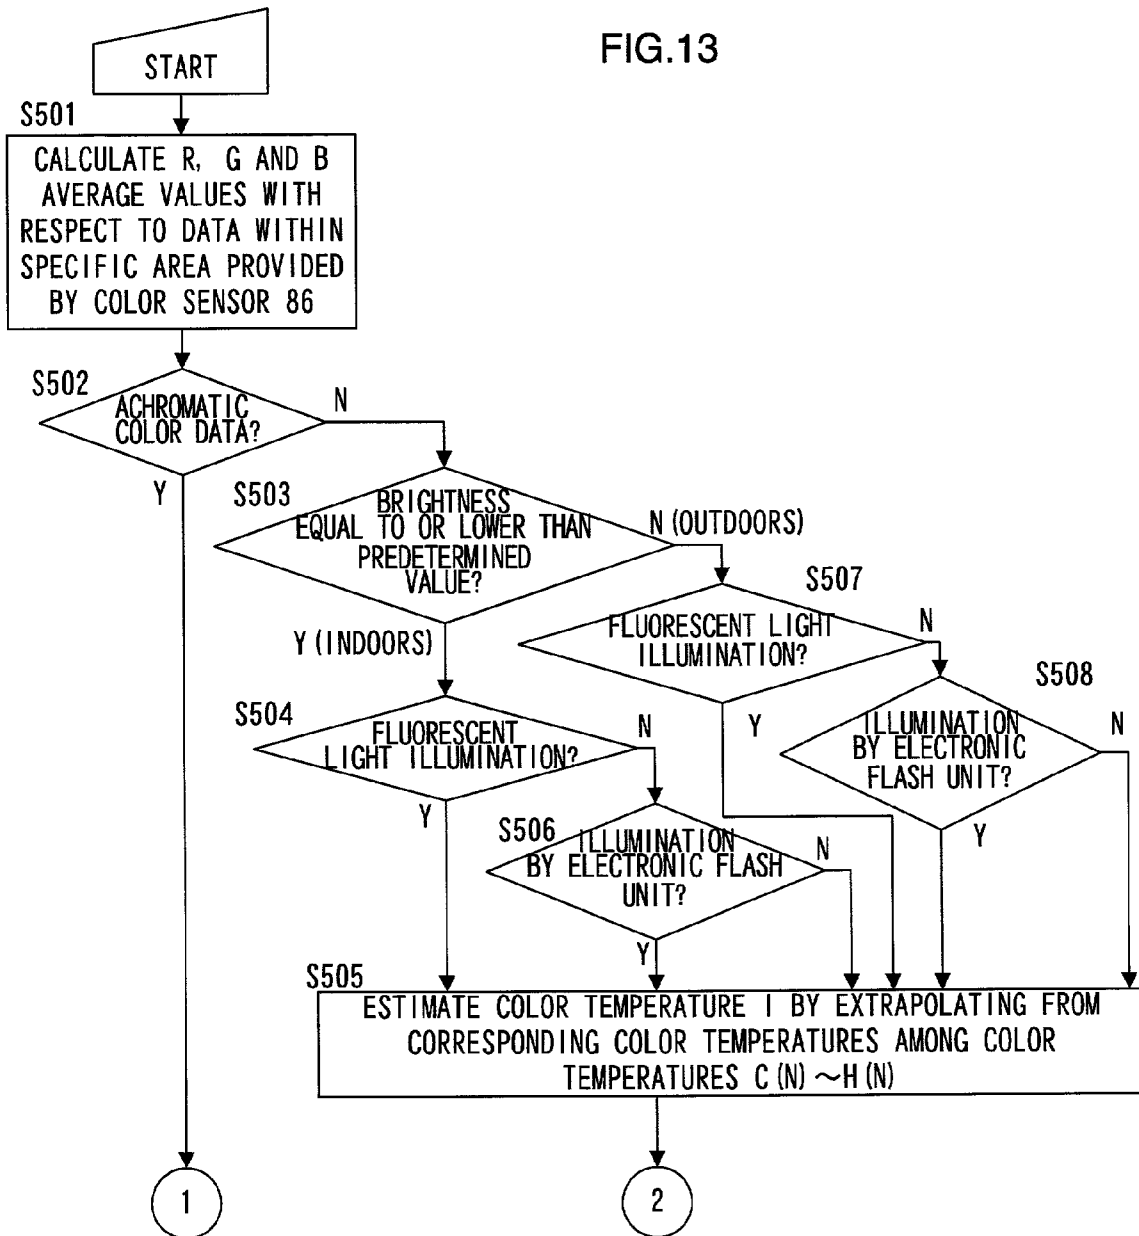 FIG.13
START
S501
CALCULATE R, G AND B
AVERAGE VALUES WITH
RESPECT TO DATA WITHIN
SPECIFIC AREA PROVIDED
BY COLOR SENSOR 86
S502
ACHROMATIC
COLOR DATA?
N
Y
S503
BRIGHTNESS
EQUAL TO OR LOWER THAN
PREDETERMINED
VALUE?
N (OUTDOORS)
Y (INDOORS)
S507
FLUORESCENT LIGHT
ILLUMINATION?
N
Y
S508
ILLUMINATION
BY ELECTRONIC
FLASH UNIT?
N
Y
S504
FLUORESCENT
LIGHT ILLUMINATION?
N
Y
S506
ILLUMINATION
BY ELECTRONIC FLASH
UNIT?
N
Y
S505
ESTIMATE COLOR TEMPERATURE I BY EXTRAPOLATING FROM
CORRESPONDING COLOR TEMPERATURES AMONG COLOR
TEMPERATURES C (N) ~H (N)
1
2